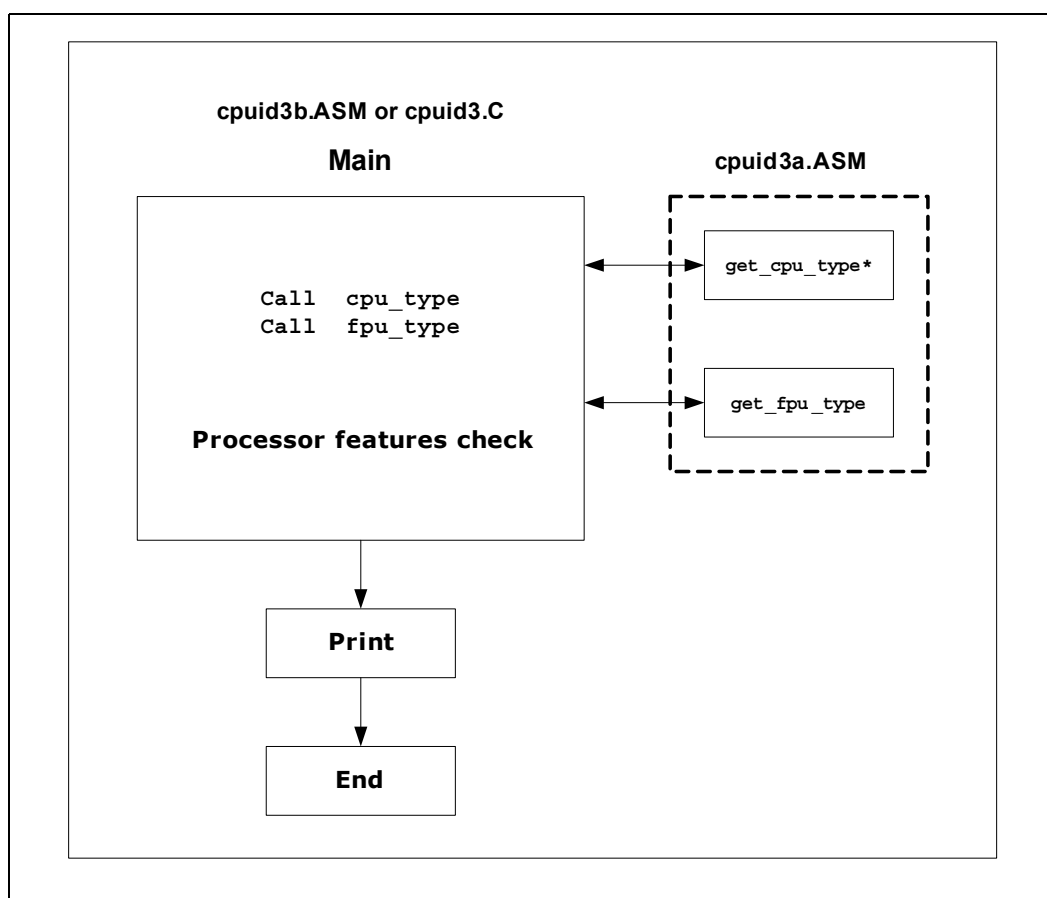 cpuid3b.ASM or cpuid3.C
Main
cpuid3a.ASM
get_cpu_type*
Call cpu_type
Call fpu_type
get_fpu_type
Processor features check
Print
End